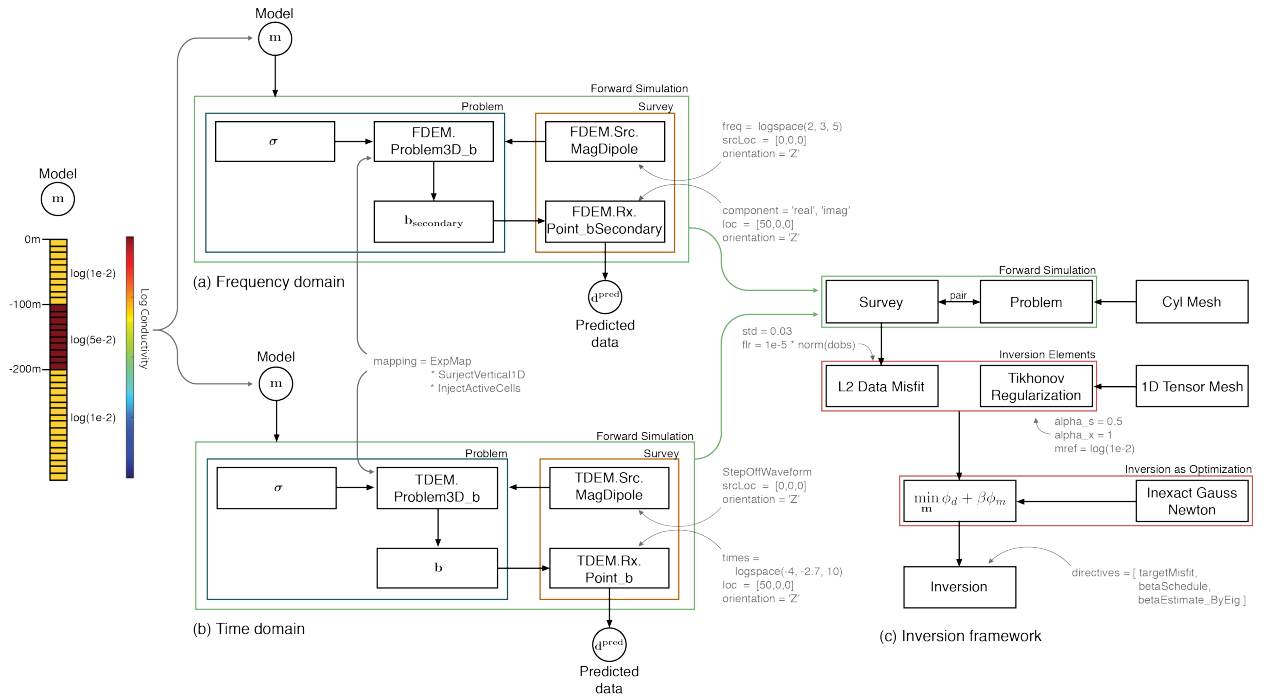 Model
m
0m
-100m
-200m
log(1e-2)
log(5e-2)
log(1e-2)
Log Conductivity
Model
m
Forward Simulation
Problem
Survey
σ
FDEM.
Problem3D_b
FDEM.Src.
MagDipole
b_secondary
FDEM.Rx.
Point_bSecondary
d^pred
Predicted
data
(a) Frequency domain
freq = logspace(2, 3, 5)
srcLoc = [0,0,0]
orientation = 'Z'
component = 'real', 'imag'
loc = [50,0,0]
orientation = 'Z'
mapping = ExpMap
* SurjectVertical1D
* InjectActiveCells
Model
m
Forward Simulation
Problem
Survey
σ
TDEM.
Problem3D_b
TDEM.Src.
MagDipole
b
TDEM.Rx.
Point_b
d^pred
Predicted
data
(b) Time domain
StepOffWaveform
srcLoc = [0,0,0]
orientation = 'Z'
times =
logspace(-4, -2.7, 10)
loc = [50,0,0]
orientation = 'Z'
Forward Simulation
Survey
pair
Problem
Cyl Mesh
std = 0.03
flr = 1e-5 * norm(dobs)
Inversion Elements
L2 Data Misfit
Tikhonov
Regularization
1D Tensor Mesh
alpha_s = 0.5
alpha_x = 1
mref = log(1e-2)
Inversion as Optimization
min ϕ_d + βϕ_m
m
Inexact Gauss
Newton
Inversion
directives = [ targetMisfit,
betaSchedule,
betaEstimate_ByEig ]
(c) Inversion framework